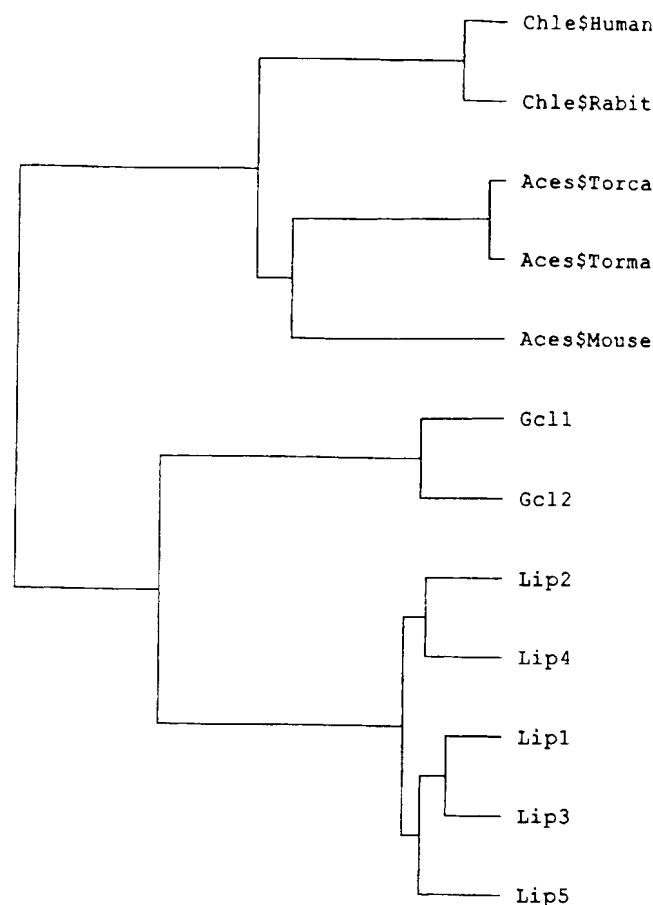 Chle$Human
Chle$Rabit
Aces$Torca
Aces$Torma
Aces$Mouse
Gcl1
Gcl2
Lip2
Lip4
Lip1
Lip3
Lip5